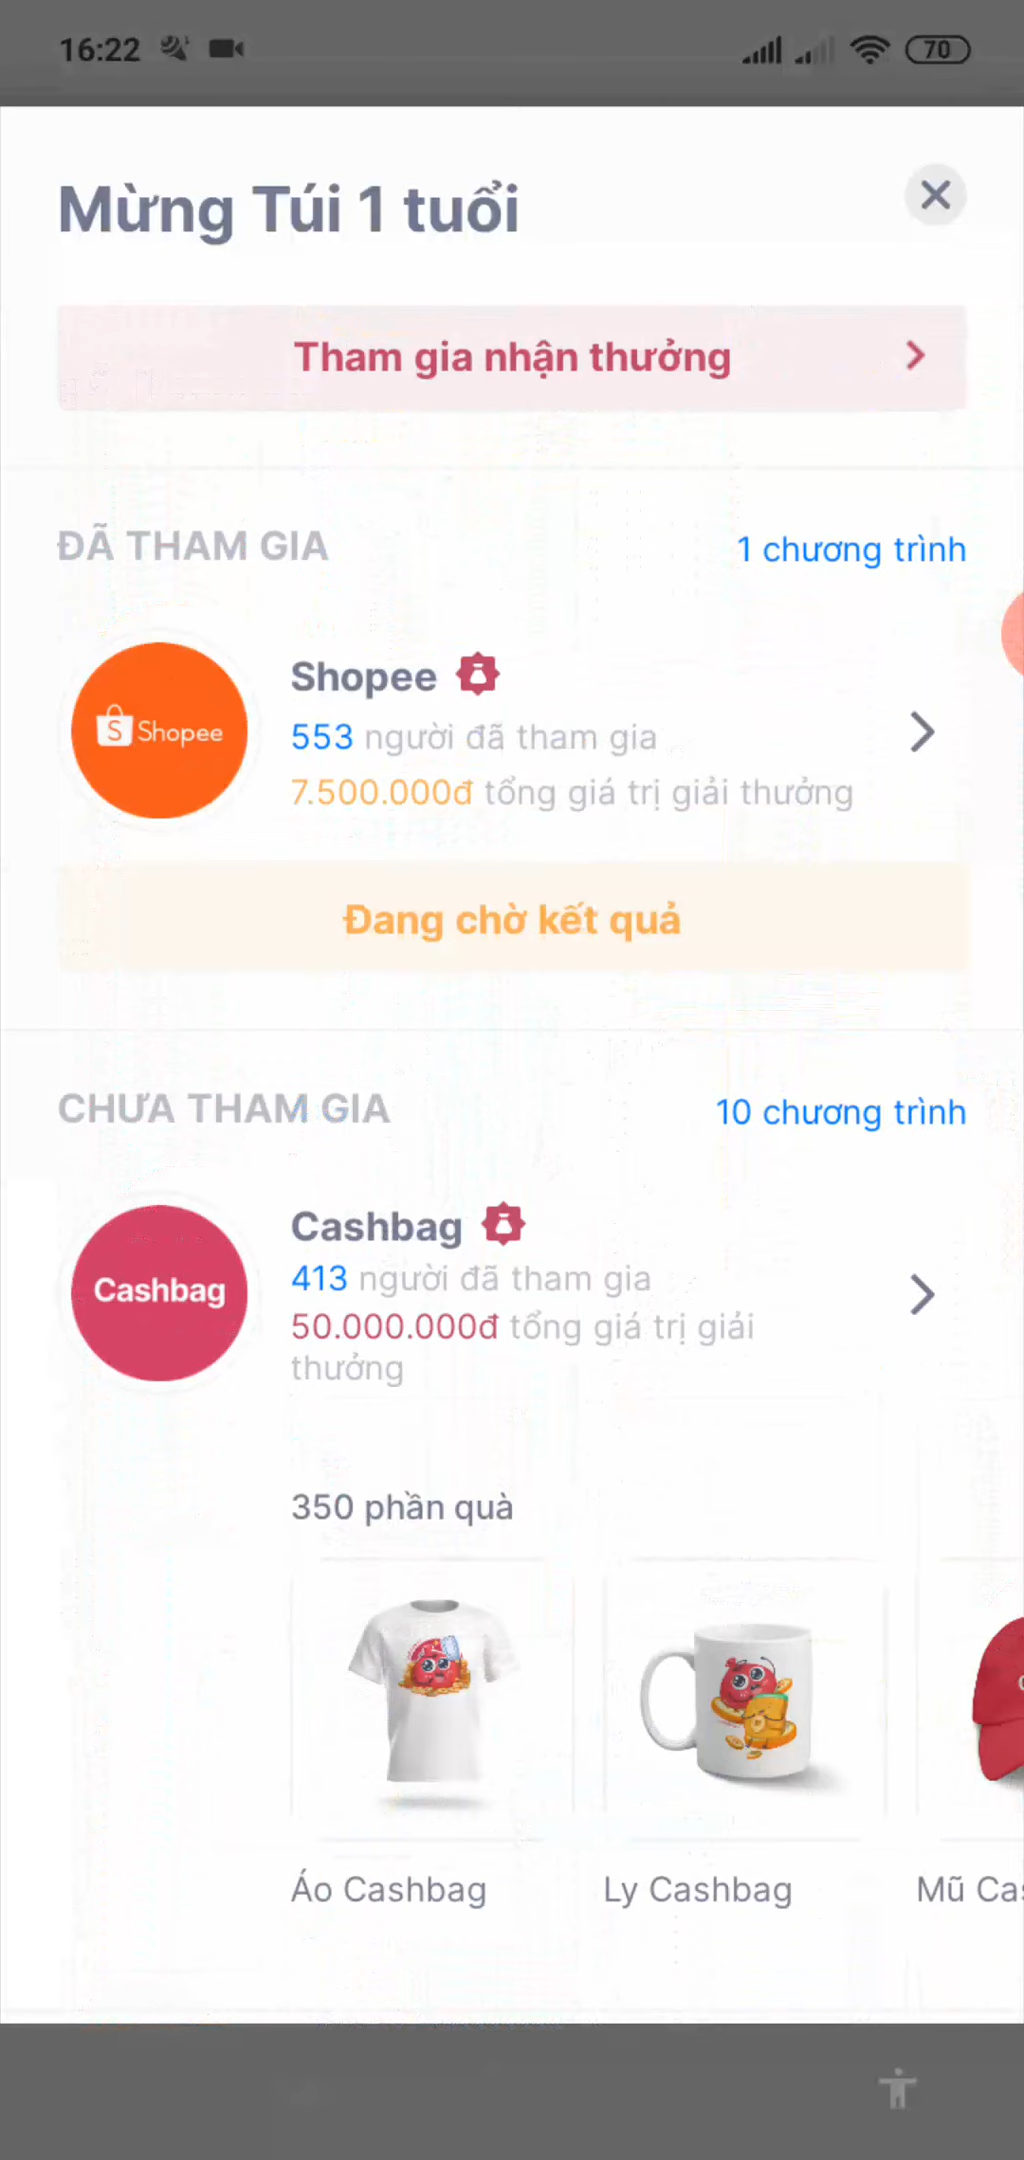 16:22
70
Mừng Túi 1 tuổi
Tham gia nhận thưởng
ĐÃ THAM GIA
1 chương trình
Shopee
Shopee
553 người đã tham gia
7.500.000đ tổng giá trị giải thưởng
Đang chờ kết quả
CHƯA THAM GIA
10 chương trình
Cashbag
Cashbag
413 người đã tham gia
50.000.000đ tổng giá trị giải
thưởng
350 phần quà
Áo Cashbag
Ly Cashbag
Mũ